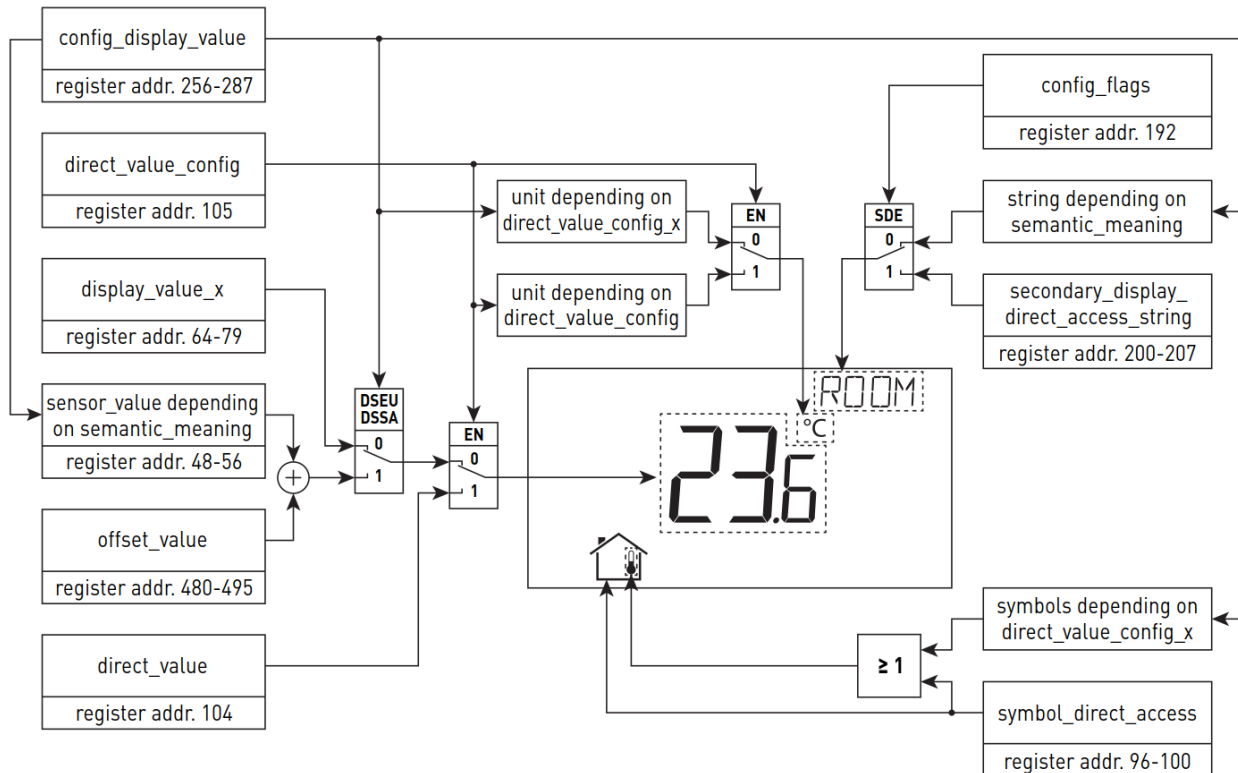 config_display_value
register addr. 256-287
direct_value_config
register addr. 105
display_value_x
register addr. 64-79
sensor_value depending
on semantic_meaning
register addr. 48-56
offset_value
register addr. 480-495
direct_value
register addr. 104
unit depending on
direct_value_config_x
unit depending on
direct_value_config
DSEU
DSSA
0
1
+
EN
0
1
EN
0
1
SDE
0
1
config_flags
register addr. 192
string depending on
semantic_meaning
secondary_display_
direct_access_string
register addr. 200-207
ROOM
°C
23.6
≥ 1
symbols depending on
direct_value_config_x
symbol_direct_access
register addr. 96-100